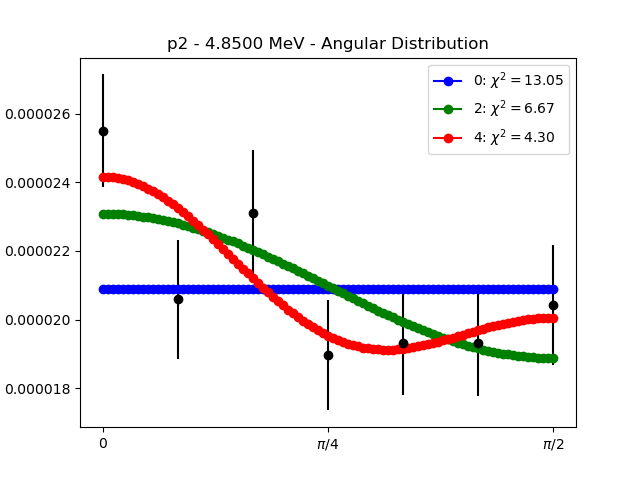 p2 - 4.8500 MeV - Angular Distribution
0: χ² = 13.05
2: χ² = 6.67
4: χ² = 4.30
0.000026
0.000024
0.000022
0.000020
0.000018
0
π/4
π/2